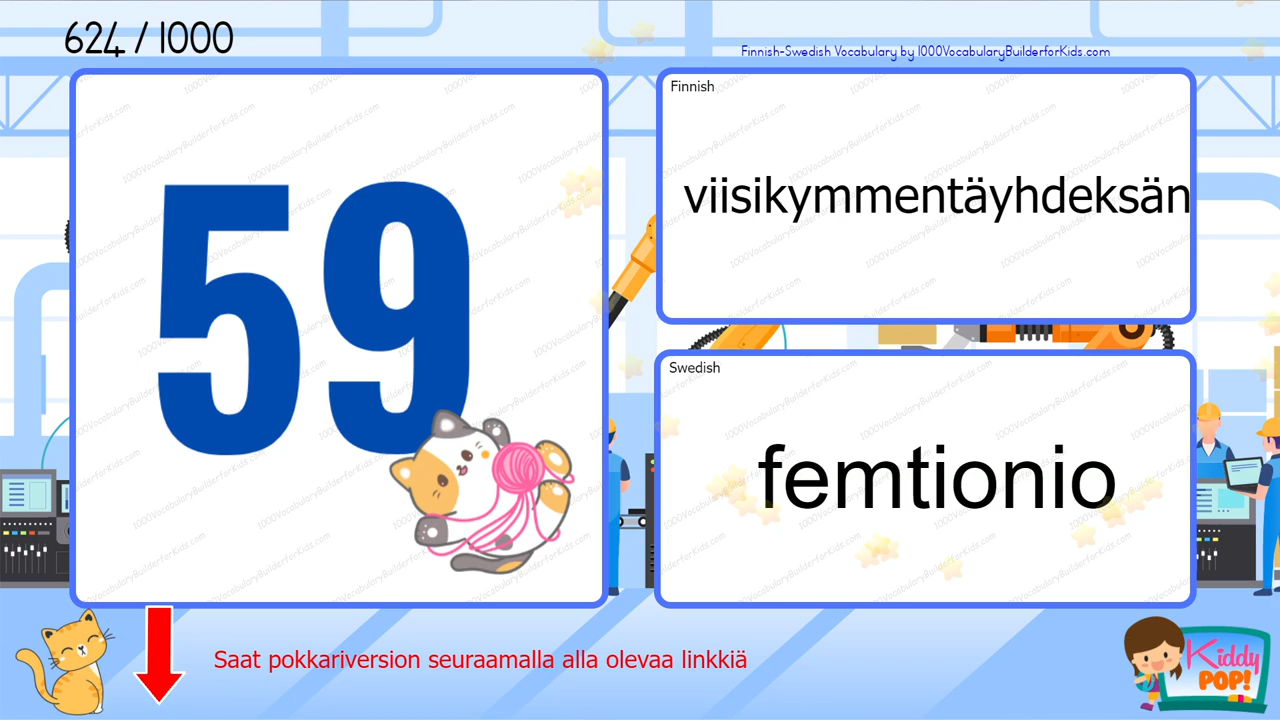 624 / 1000
Finnish-Swedish Vocabulary by 1000VocabularyBuilderforKids.com
59
Finnish
viisikymmentäyhdeksän
Swedish
femtionio
Saat pokkariversion seuraamalla alla olevaa linkkiä
Kiddy
POP!